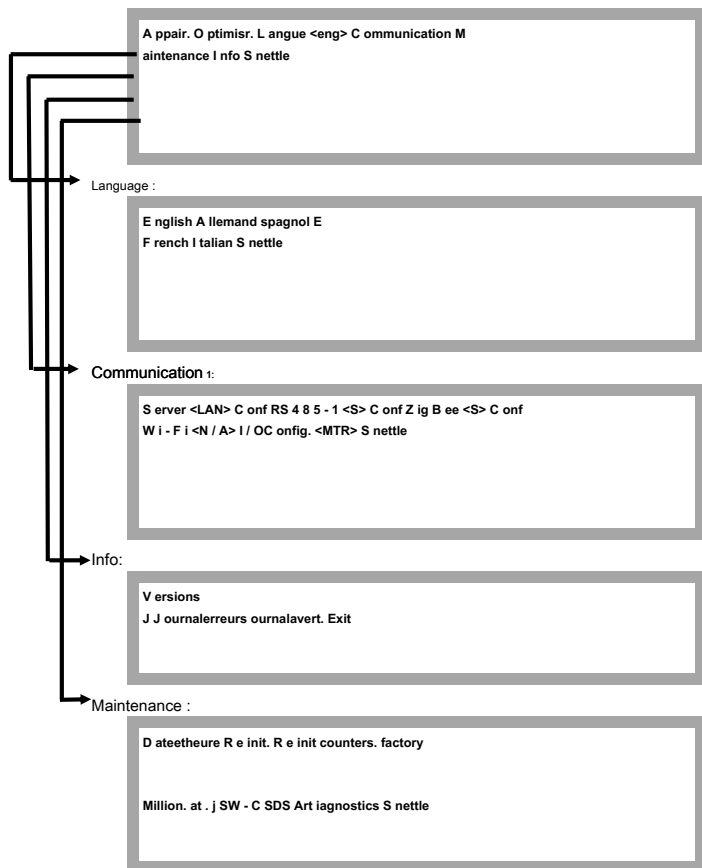 A ppair. O ptimisr. L angue <eng> C ommunication M
aintenance I nfo S nettle
Language :
E nglish A llemand spagnol E
F rench I talian S nettle
Communication 1:
S erver <LAN> C onf RS 4 8 5 - 1 <S> C onf Z ig B ee <S> C onf
W i - F i <N / A> I / OC onfig. <MTR> S nettle
Info:
V ersions
J J ournalerreurs ournalavert. Exit
Maintenance :
D ateetheure R e init. R e init counters. factory
Million. at . j SW - C SDS Art iagnostics S nettle